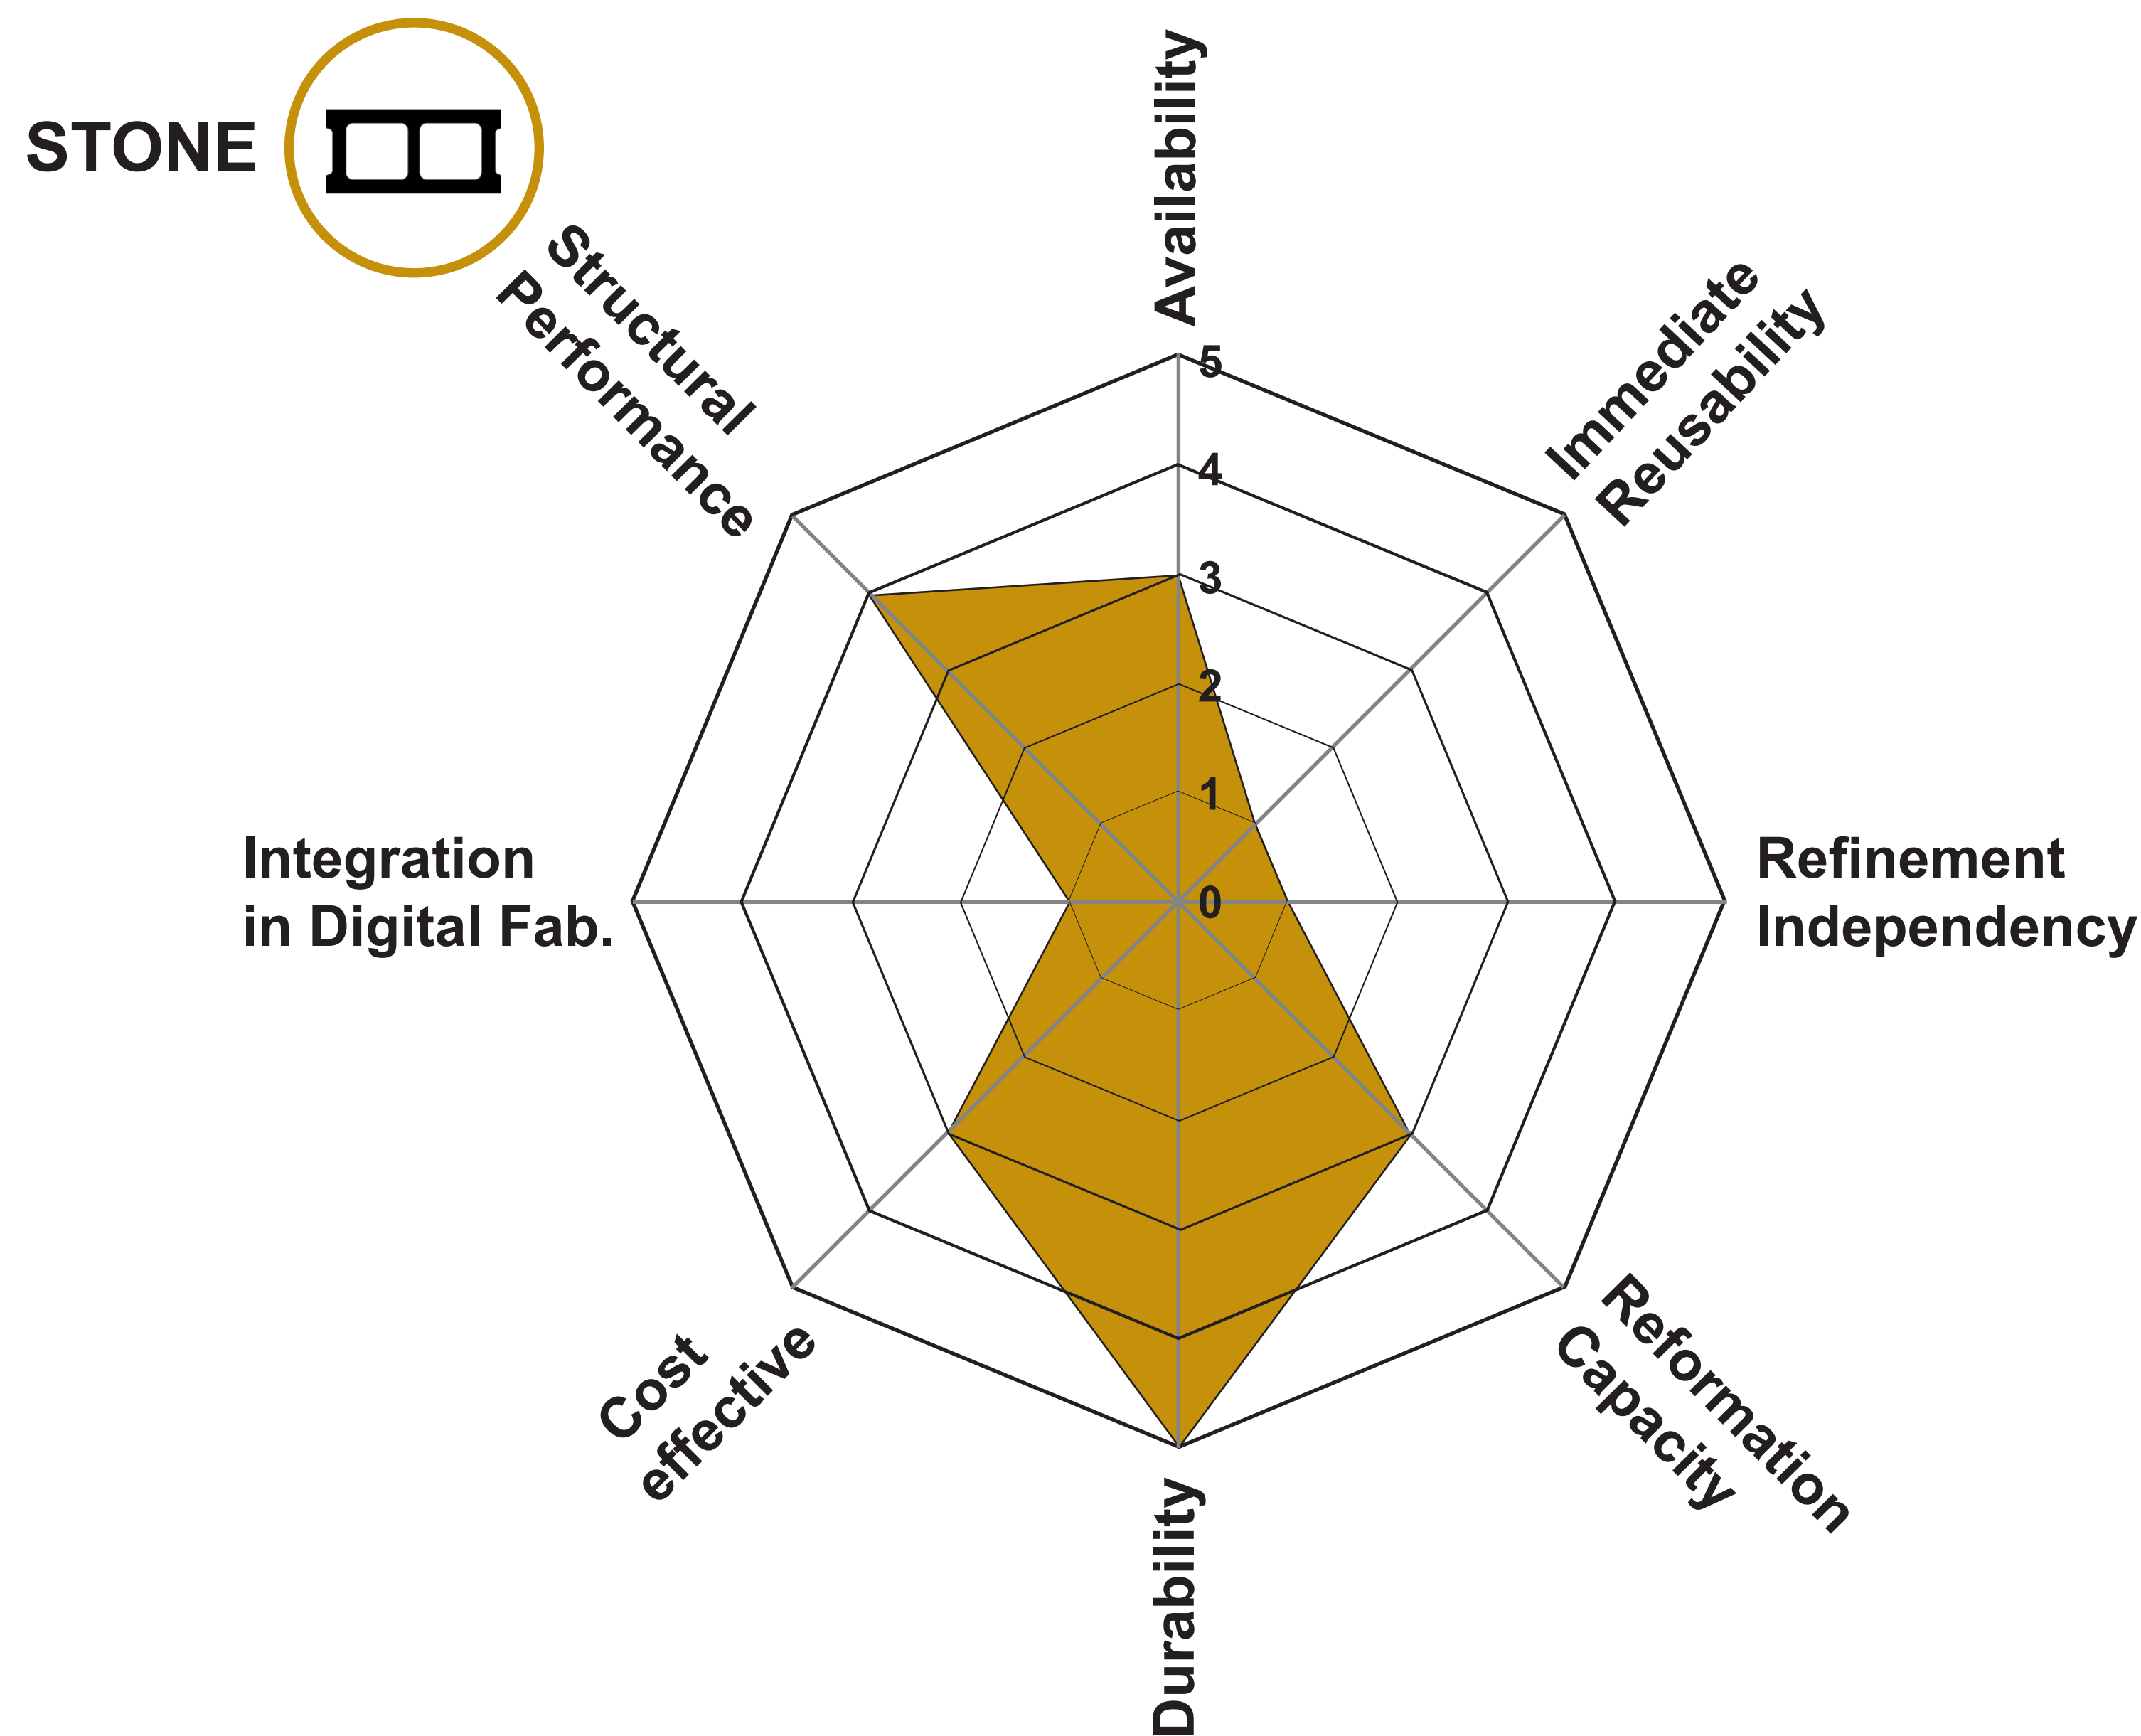 STONE
Availability
Structural
Performance
Immediate
Reusability
5
4
3
2
1
0
Integration
in Digital Fab.
Refinement
Independency
Cost
effective
Reformation
Capacity
Durability